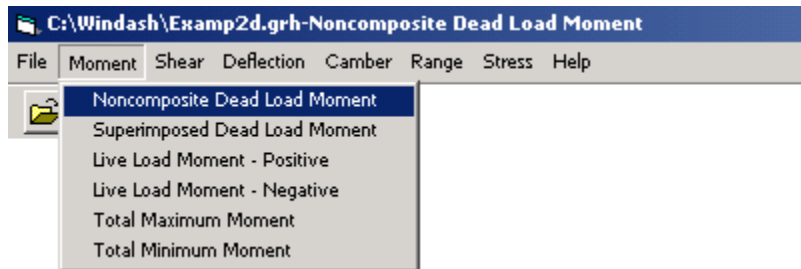 C:\Windash\Examp2d.grh-Noncomposite Dead Load Moment
File Moment Shear Deflection Camber Range Stress Help
Noncomposite Dead Load Moment
Superimposed Dead Load Moment
Live Load Moment - Positive
Live Load Moment - Negative
Total Maximum Moment
Total Minimum Moment